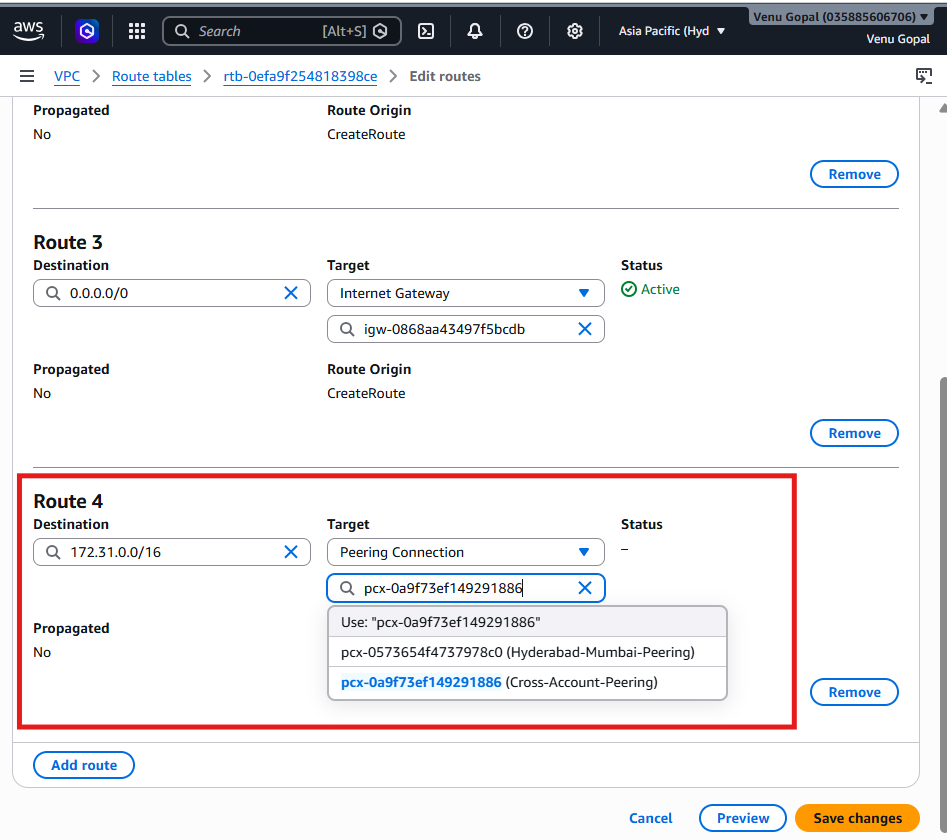 aws
Search [Alt+S]
Asia Pacific (Hyd
Venu Gopal (035885606706)
Venu Gopal
VPC > Route tables > rtb-0efa9f254818398ce > Edit routes
Propagated Route Origin
No CreateRoute
Remove
Route 3
Destination Target Status
0.0.0.0/0 Internet Gateway Active
igw-0868aa43497f5bcdb
Propagated Route Origin
No CreateRoute
Remove
Route 4
Destination Target Status
172.31.0.0/16 Peering Connection –
pcx-0a9f73ef149291886
Use: "pcx-0a9f73ef149291886"
Propagated
No pcx-0573654f4737978c0 (Hyderabad-Mumbai-Peering)
pcx-0a9f73ef149291886 (Cross-Account-Peering)
Remove
Add route
Cancel Preview Save changes